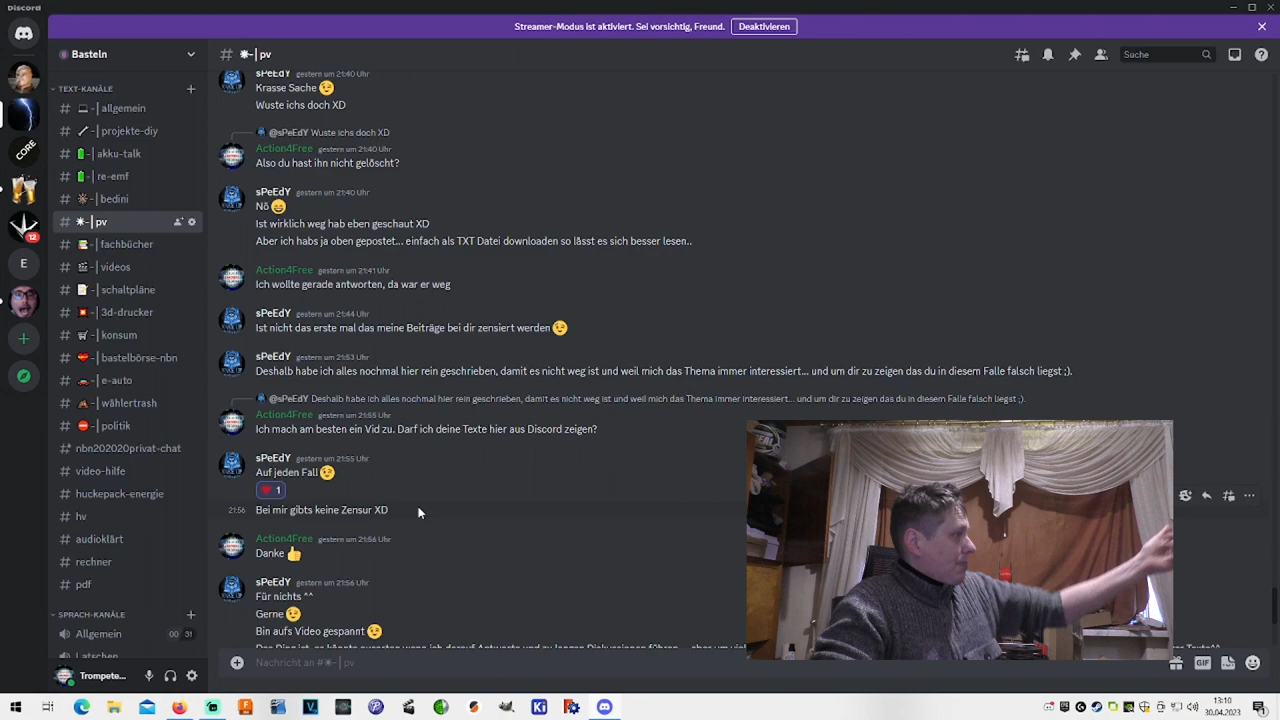 Discord
Streamer-Modus ist aktiviert. Sei vorsichtig, Freund.
Deaktivieren
Basteln
pv
Suche
TEXT-KANÄLE
allgemein
projekte-diy
akku-talk
re-emf
bedini
pv
fachbücher
videos
schaltpläne
3d-drucker
konsum
bastelbörse-nbn
e-auto
wählertrash
politik
nbn202020privat-chat
video-hilfe
huckepack-energie
hv
audioklärt
rechner
pdf
SPRACH-KANÄLE
Allgemein 00 31
Latschen
Trompete...
CORE
12
E
sPeEdY gestern um 21:40 Uhr
Krasse Sache
Wuste ichs doch XD
@sPeEdY Wuste ichs doch XD
Action4Free gestern um 21:40 Uhr
Also du hast ihn nicht gelöscht?
sPeEdY gestern um 21:40 Uhr
Nö
Ist wirklich weg hab eben geschaut XD
Aber ich habs ja oben gepostet... einfach als TXT Datei downloaden so lässt es sich besser lesen..
Action4Free gestern um 21:41 Uhr
Ich wollte gerade antworten, da war er weg
sPeEdY gestern um 21:44 Uhr
Ist nicht das erste mal das meine Beiträge bei dir zensiert werden
sPeEdY gestern um 21:53 Uhr
Deshalb habe ich alles nochmal hier rein geschrieben, damit es nicht weg ist und weil mich das Thema immer interessiert... und um dir zu zeigen das du in diesem Falle falsch liegst ;).
@sPeEdY Deshalb habe ich alles nochmal hier rein geschrieben, damit es nicht weg ist und weil mich das Thema immer interessiert... und um dir zu zeigen das du in diesem Falle falsch liegst ;).
Action4Free gestern um 21:55 Uhr
Ich mach am besten ein Vid zu. Darf ich deine Texte hier aus Discord zeigen?
sPeEdY gestern um 21:55 Uhr
Auf jeden Fall
1
21:56 Bei mir gibts keine Zensur XD
Action4Free gestern um 21:56 Uhr
Danke
sPeEdY gestern um 21:56 Uhr
Für nichts ^^
Gerne
Bin aufs Video gespannt
Nachricht an # pv
GIF
13:10
30.04.2023